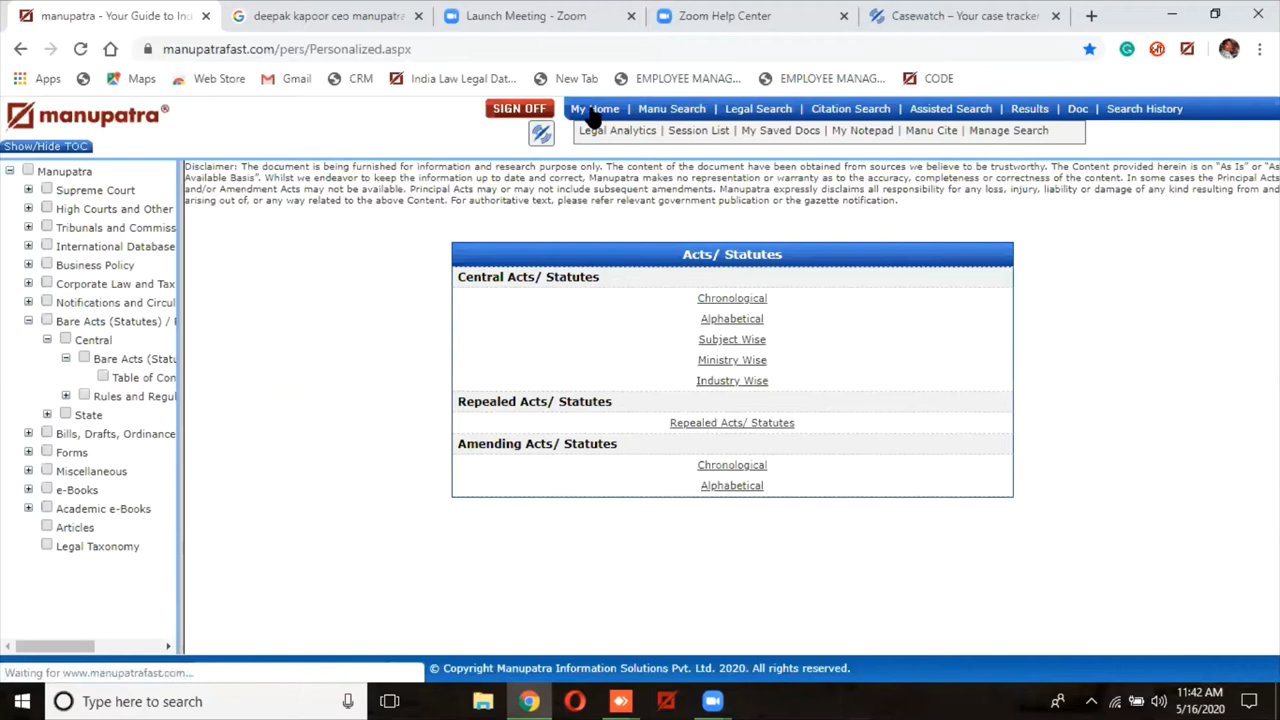 manupatra - Your Guide to Ind
deepak kapoor ceo manupatra
Launch Meeting - Zoom
Zoom Help Center
Casewatch – Your case tracker
manupatrafast.com/pers/Personalized.aspx
Apps
Maps
Web Store
Gmail
CRM
India Law Legal Dat...
New Tab
EMPLOYEE MANAG...
EMPLOYEE MANAG...
CODE
manupatra®
SIGN OFF
My Home | Manu Search | Legal Search | Citation Search | Assisted Search | Results | Doc | Search History
Legal Analytics | Session List | My Saved Docs | My Notepad | Manu Cite | Manage Search
Show/Hide TOC
Disclaimer: The document is being furnished for information and research purpose only. The content of the document have been obtained from sources we believe to be trustworthy. The Content provided herein is on "As Is" or "As
Available Basis". Whilst we endeavor to keep the information up to date and correct, Manupatra makes no representation or warranty as to the accuracy, completeness or correctness of the content. In some cases the Principal Acts
and/or Amendment Acts may not be available. Principal Acts may or may not include subsequent amendments. Manupatra expressly disclaims all responsibility for any loss, injury, liability or damage of any kind resulting from and
arising out of, or any way related to the above Content. For authoritative text, please refer relevant government publication or the gazette notification.
Manupatra
Supreme Court
High Courts and Other
Tribunals and Commiss
International Database
Business Policy
Corporate Law and Tax
Notifications and Circul
Bare Acts (Statutes) / R
Central
Bare Acts (Statu
Table of Con
Rules and Regul
State
Bills, Drafts, Ordinance
Forms
Miscellaneous
e-Books
Academic e-Books
Articles
Legal Taxonomy
Acts/ Statutes
Central Acts/ Statutes
Chronological
Alphabetical
Subject Wise
Ministry Wise
Industry Wise
Repealed Acts/ Statutes
Repealed Acts/ Statutes
Amending Acts/ Statutes
Chronological
Alphabetical
Waiting for www.manupatrafast.com...
© Copyright Manupatra Information Solutions Pvt. Ltd. 2020. All rights reserved.
Type here to search
11:42 AM
5/16/2020